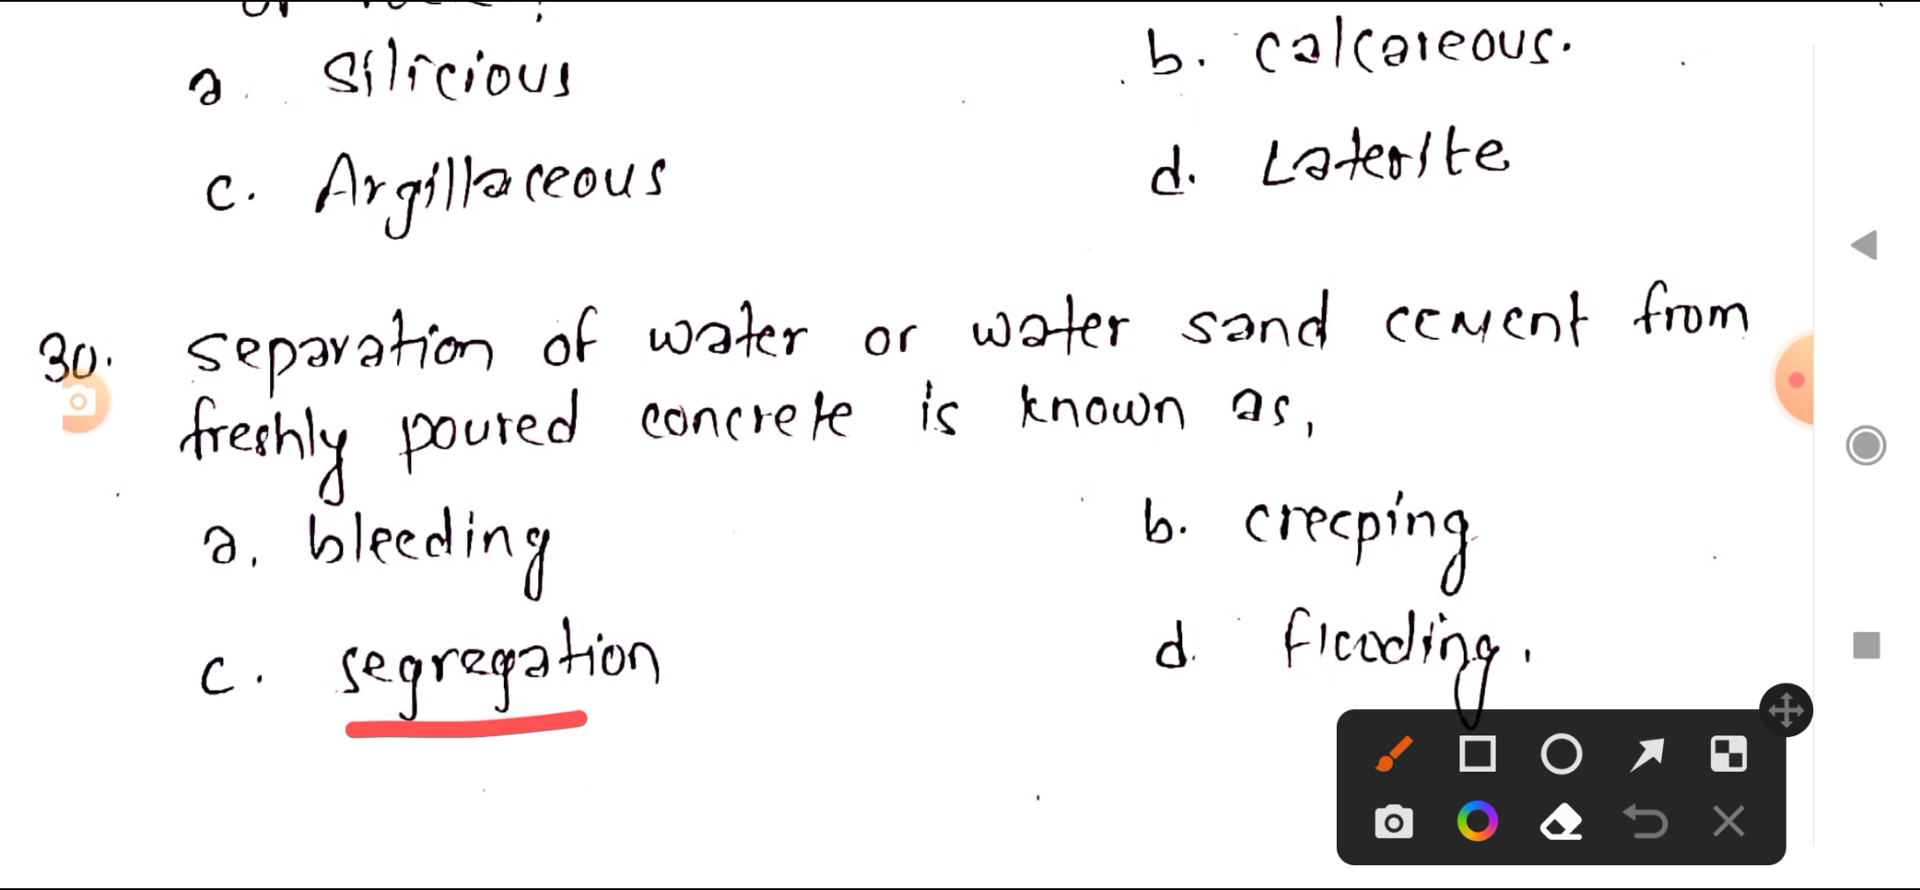 a. Silicious
b. calcareous.
c. Argillaceous
d. Laterite
30. separation of water or water sand cement from
freshly poured concrete is known as,
a. bleeding
b. creeping
c. segregation
d. flooding.